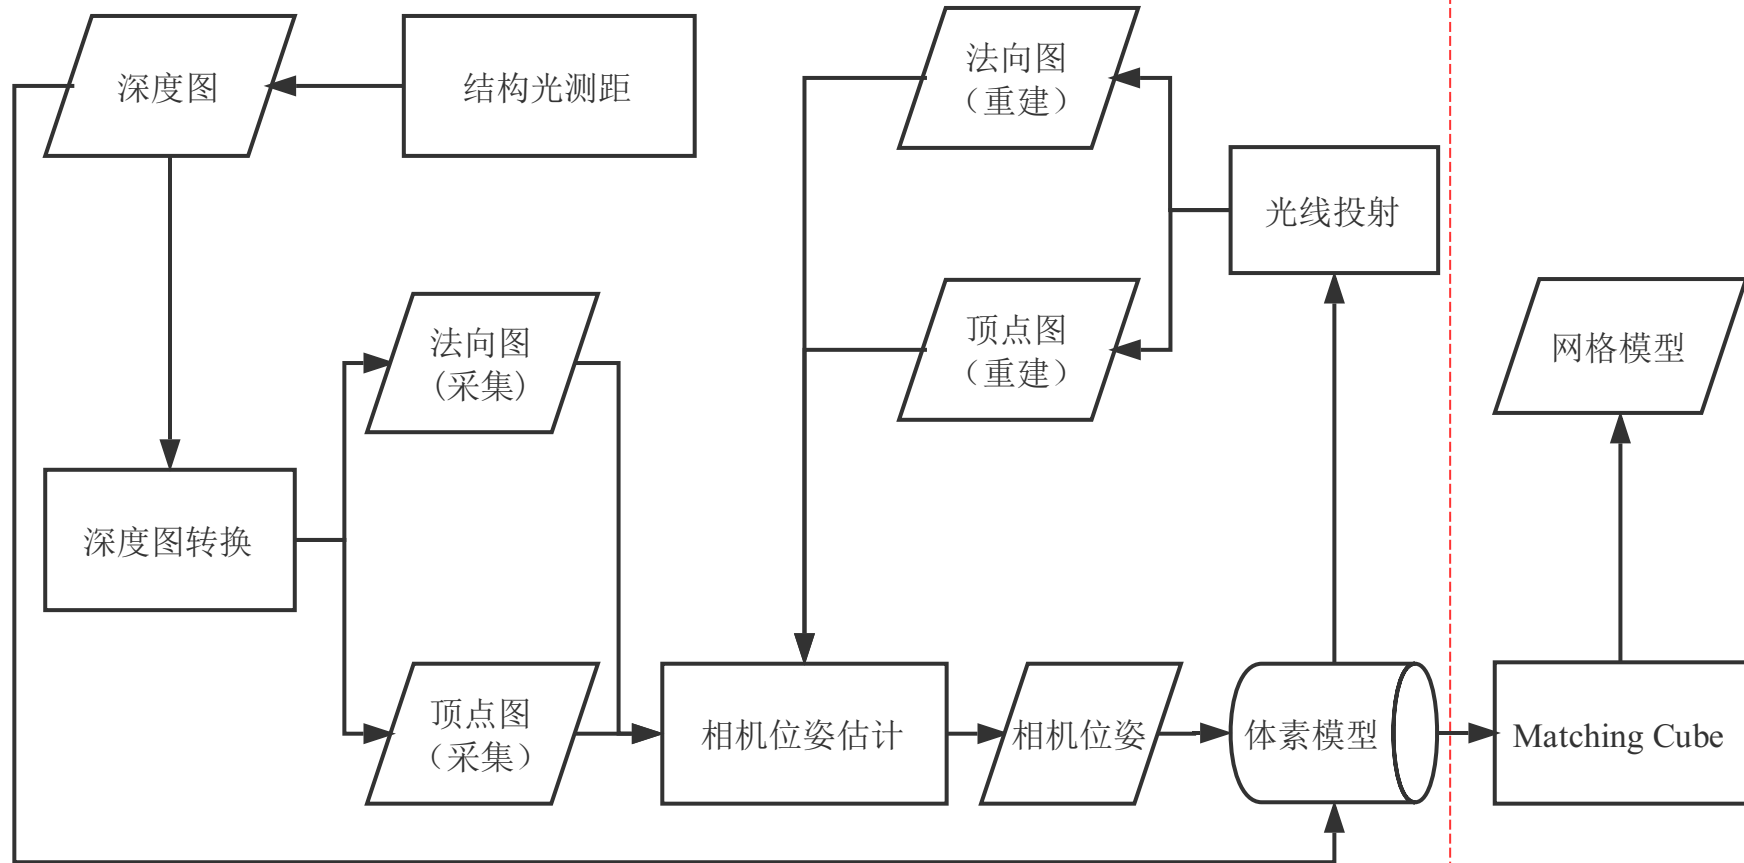 深度图
结构光测距
法向图
（重建）
光线投射
法向图
(采集)
顶点图
（重建）
网格模型
深度图转换
顶点图
（采集）
相机位姿估计
相机位姿
体素模型
Matching Cube